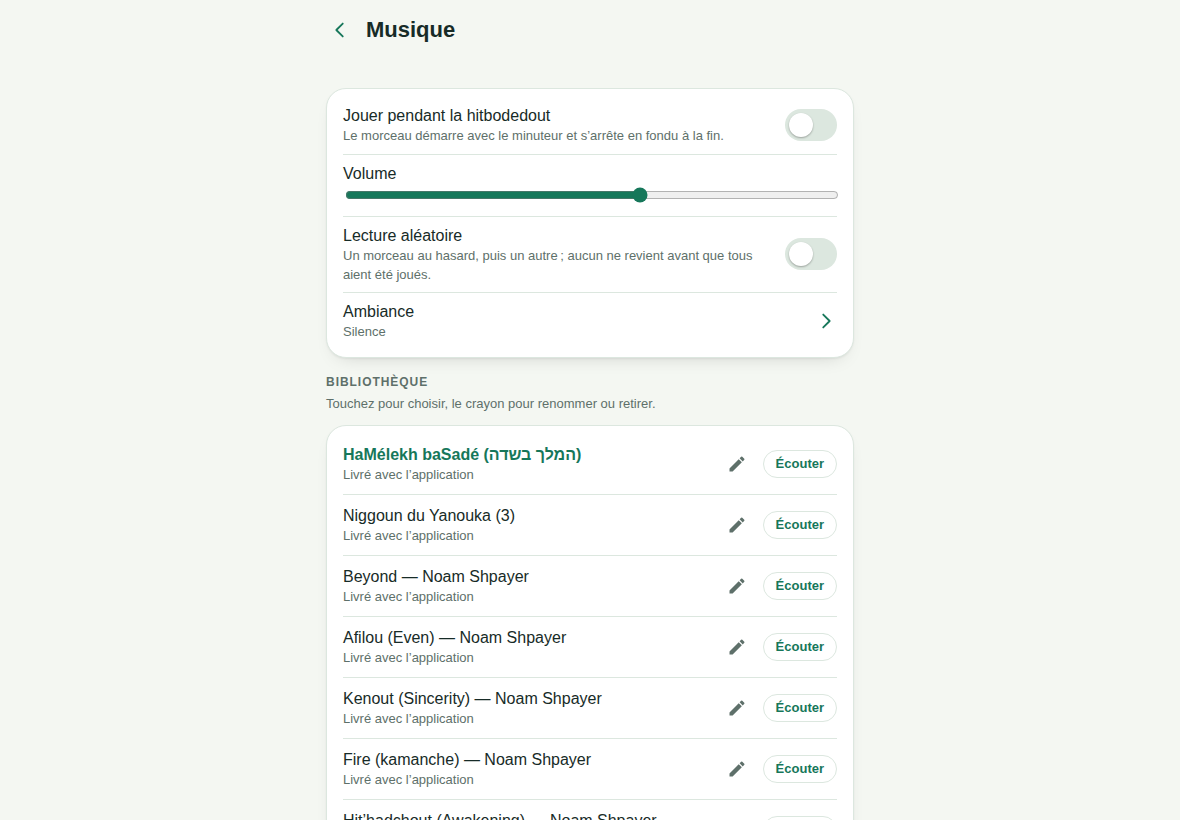 Musique
Jouer pendant la hitbodedout
Le morceau démarre avec le minuteur et s’arrête en fondu à la fin.
Volume
Lecture aléatoire
Un morceau au hasard, puis un autre ; aucun ne revient avant que tous
aient été joués.
Ambiance
Silence
BIBLIOTHÈQUE
Touchez pour choisir, le crayon pour renommer ou retirer.
HaMélekh baSadé (המלך בשדה)
Livré avec l’application
Écouter
Niggoun du Yanouka (3)
Livré avec l’application
Écouter
Beyond — Noam Shpayer
Livré avec l’application
Écouter
Afilou (Even) — Noam Shpayer
Livré avec l’application
Écouter
Kenout (Sincerity) — Noam Shpayer
Livré avec l’application
Écouter
Fire (kamanche) — Noam Shpayer
Livré avec l’application
Écouter
Hit’hadchout (Awakening) — Noam Shpayer